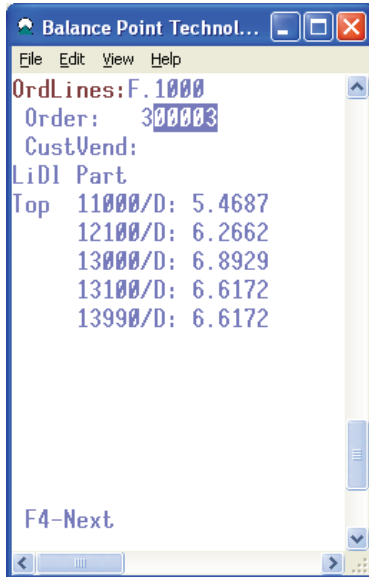 Balance Point Technol...
File Edit View Help
OrdLines:F.1000
Order: 300003
CustVend:
LiDl Part
Top 11000/D: 5.4687
12100/D: 6.2662
13000/D: 6.8929
13100/D: 6.6172
13990/D: 6.6172
F4-Next